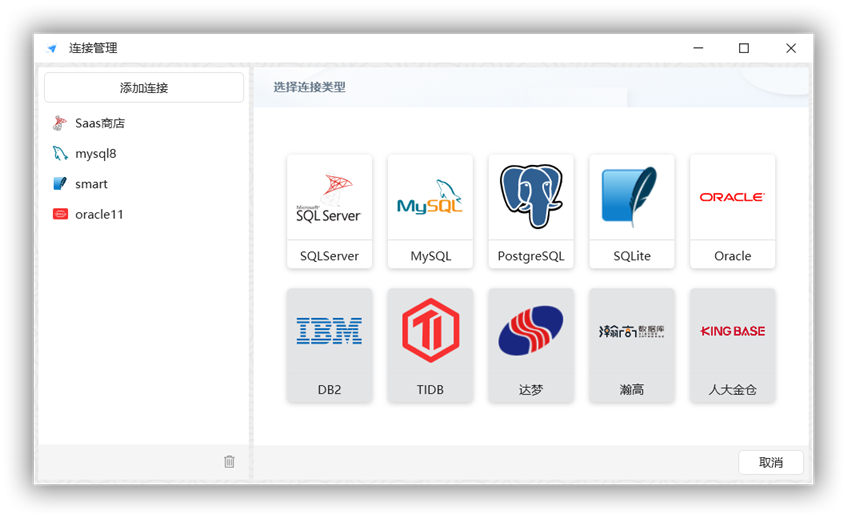 连接管理
添加连接
Saas商店
mysql8
smart
oracle11
选择连接类型
Microsoft
SQL Server
MySQL
ORACLE
SQLServer
MySQL
PostgreSQL
SQLite
Oracle
IBM
TI
瀚高 数据库
KINGBASE
DB2
TIDB
达梦
瀚高
人大金仓
取消